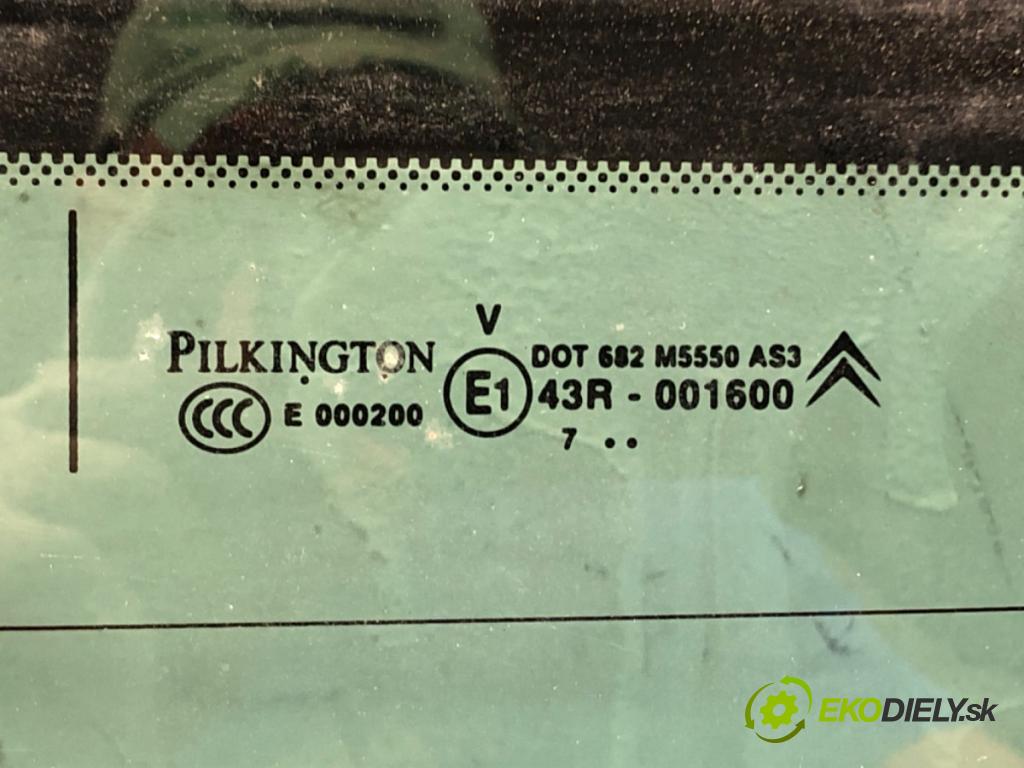 V
PILKINGTON
DOT 682 M5550 AS3
CCC E 000200
E1 43R - 001600
7 ..
EKODIELY.sk